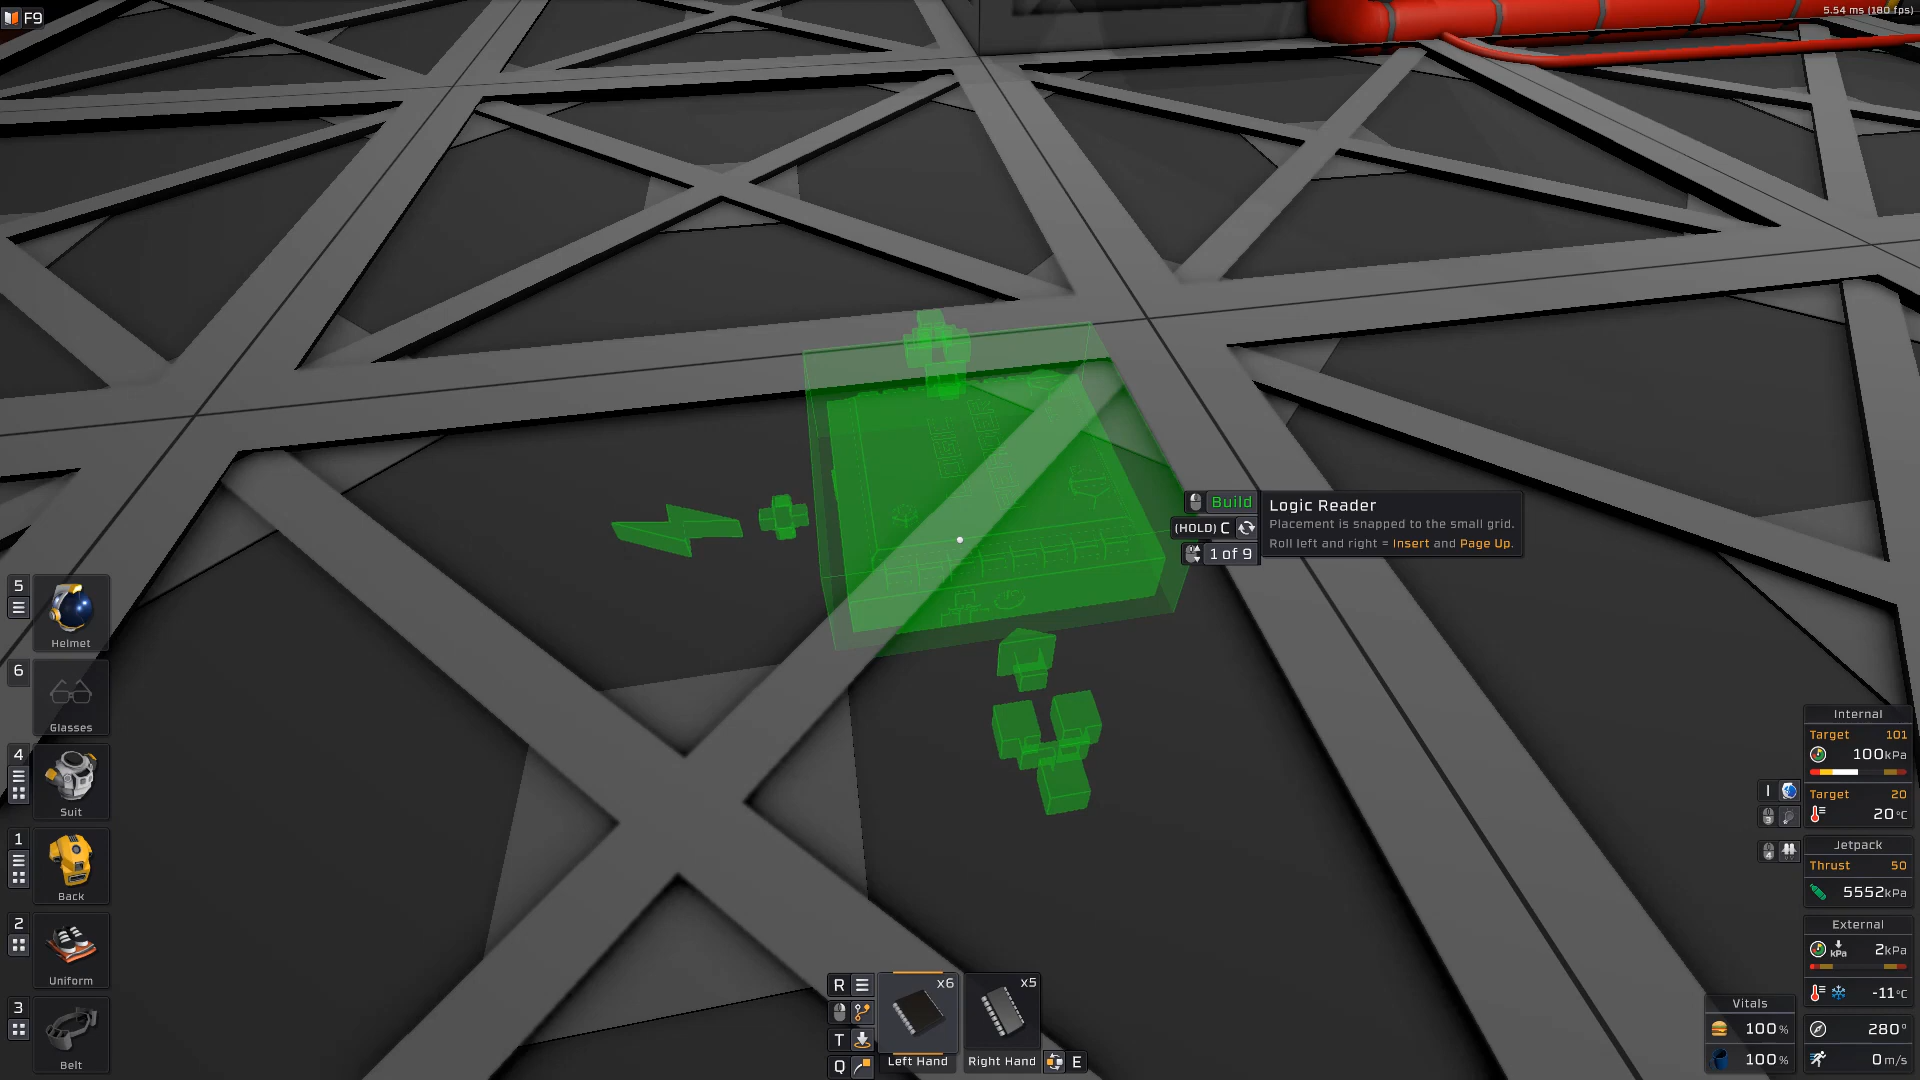 F9
5.54 ms (180 fps)
Build
Logic Reader
Placement is snapped to the small grid.
(HOLD) C
Roll left and right = Insert and Page Up.
1 of 9
5
Helmet
6
Glasses
4
Suit
1
Back
2
Uniform
3
Belt
R
x6
T
Q
Left Hand
x5
Right Hand
E
Internal
Target 101
100kPa
Target 20
20°C
I
3
4
Jetpack
Thrust 50
5552kPa
External
kPa
2kPa
-11°C
Vitals
100%
100%
280°
0m/s